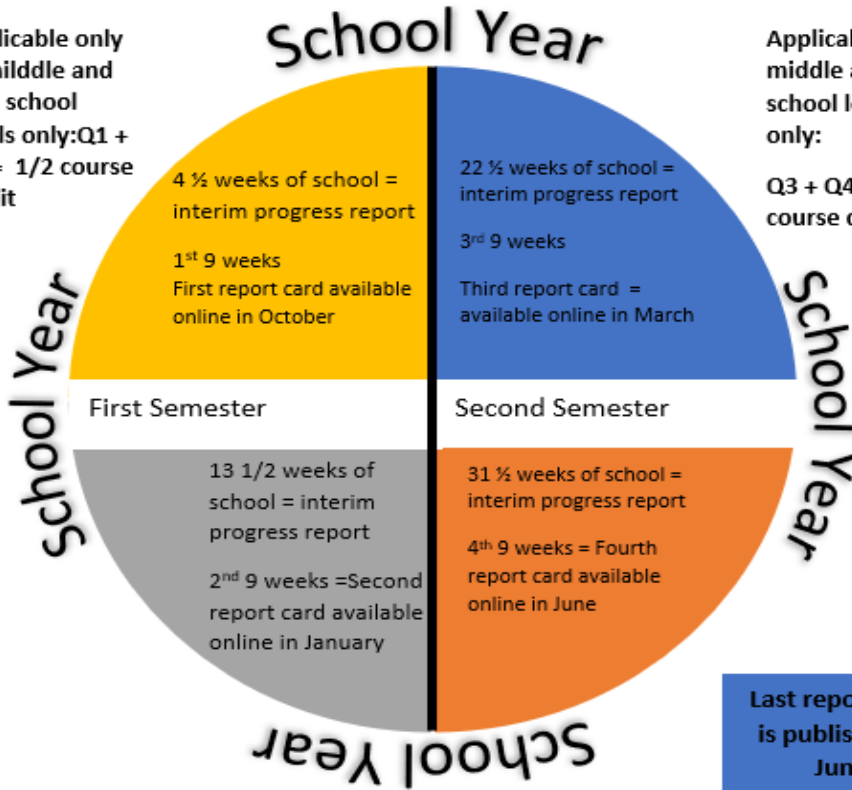 School Year
licable only
nilddle and
school
ls only:Q1 +
= 1/2 course
it
Applical
middle a
school le
only:
Q3 + Q4
course c
4 ½ weeks of school =
interim progress report
1st 9 weeks
First report card available
online in October
22 ½ weeks of school =
interim progress report
3rd 9 weeks
Third report card =
available online in March
School Year
School Year
First Semester
Second Semester
13 1/2 weeks of
school = interim
progress report
2nd 9 weeks =Second
report card available
online in January
31 ½ weeks of school =
interim progress report
4th 9 weeks = Fourth
report card available
online in June
School Year
Last repo
is publis
Jun